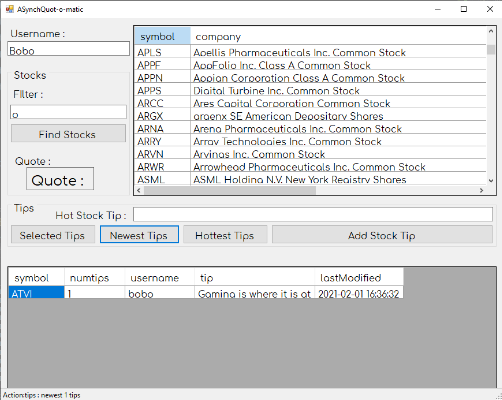 ASynchQuot-o-matic
Username :
Bobo
Stocks
FIlter :
o
Find Stocks
Quote :
Quote :
symbol company
APLS Apellis Pharmaceuticals Inc. Common Stock
APPF AppFolio Inc. Class A Common Stock
APPN Appian Corporation Class A Common Stock
APPS Digital Turbine Inc. Common Stock
ARCC Ares Capital Corporation Common Stock
ARGX argenx SE American Depositary Shares
ARNA Arena Pharmaceuticals Inc. Common Stock
ARRY Array Technologies Inc. Common Stock
ARVN Arvinas Inc. Common Stock
ARWR Arrowhead Pharmaceuticals Inc. Common Stock
ASML ASML Holding N.V. New York Registry Shares
Tips
Hot Stock Tip :
Selected Tips Newest Tips Hottest Tips Add Stock Tip
symbol numtips username tip lastModified
ATVI 1 bobo Gaming is where it is at 2021-02-01 16:36:32
Action:tips : newest 1 tips